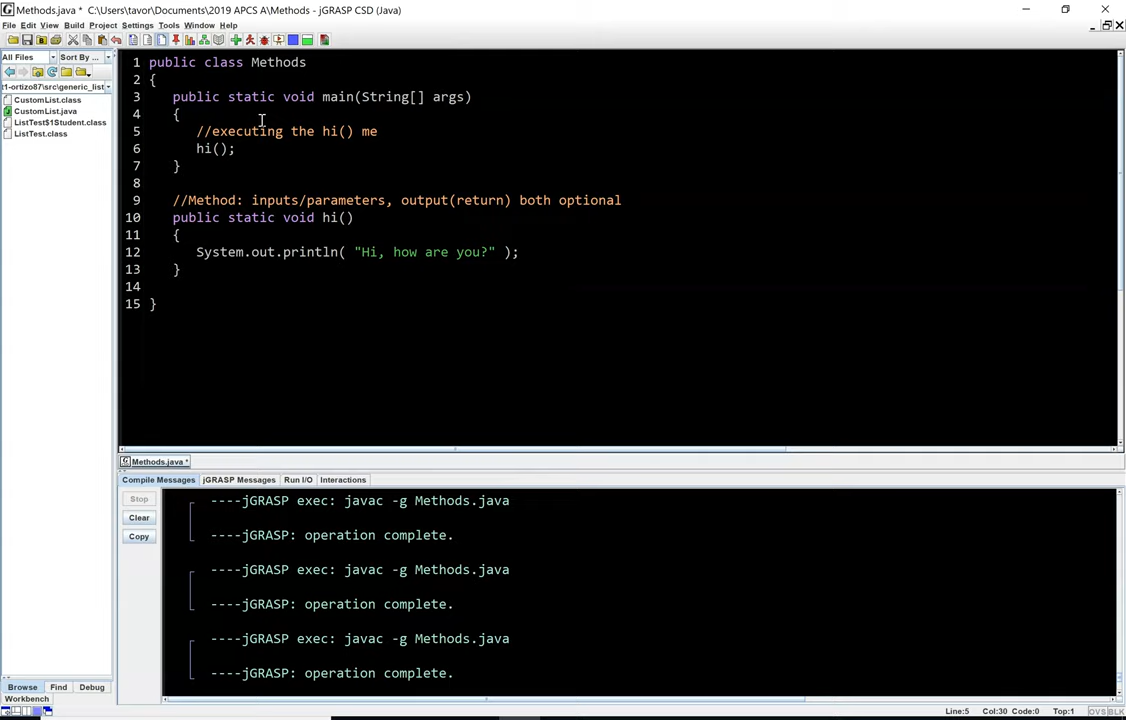 Methods.java * C:\Users\tavor\Documents\2019 APCS A\Methods - jGRASP CSD (Java)
File Edit View Build Project Settings Tools Window Help
All Files Sort By ...
t1-ortizo87\src\generic_list
CustomList.class
CustomList.java
ListTest$1Student.class
ListTest.class
1 public class Methods
2 {
3 public static void main(String[] args)
4 {
5 //executing the hi() me
6 hi();
7 }
8
9 //Method: inputs/parameters, output(return) both optional
10 public static void hi()
11 {
12 System.out.println( "Hi, how are you?" );
13 }
14
15 }
Methods.java *
Compile Messages jGRASP Messages Run I/O Interactions
Stop
Clear
Copy
----jGRASP exec: javac -g Methods.java
----jGRASP: operation complete.
----jGRASP exec: javac -g Methods.java
----jGRASP: operation complete.
----jGRASP exec: javac -g Methods.java
----jGRASP: operation complete.
Browse Find Debug
Workbench
Line:5 Col:30 Code:0 Top:1 OVS BLK